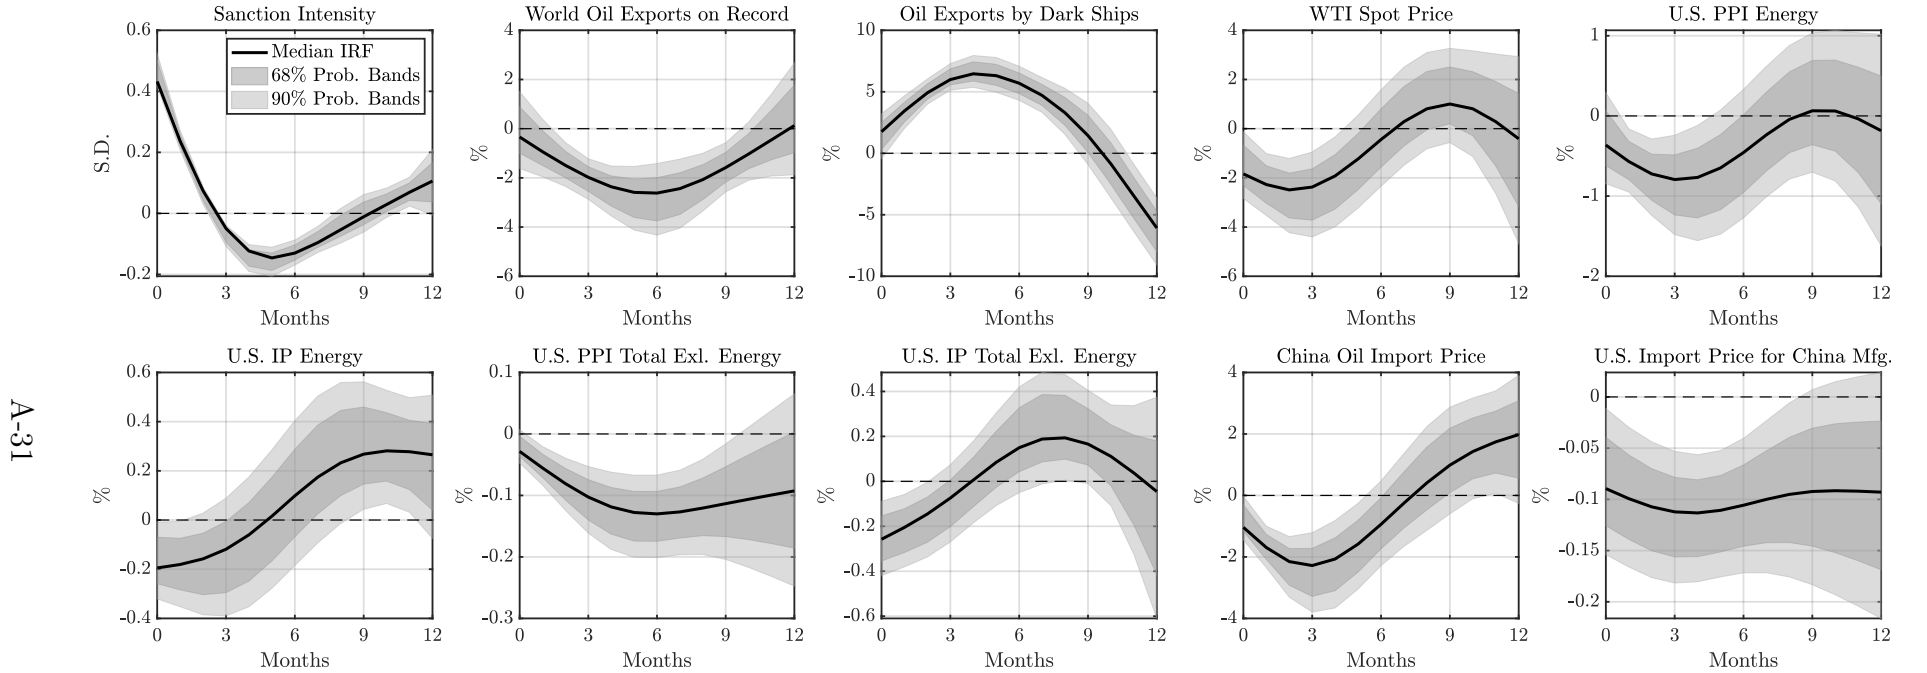 Sanction Intensity
S.D.
0.6
0.4
0.2
0
-0.2
Median IRF
68% Prob. Bands
90% Prob. Bands
0 3 6 9 12
Months
World Oil Exports on Record
%
4
2
0
-2
-4
-6
0 3 6 9 12
Months
Oil Exports by Dark Ships
%
10
5
0
-5
-10
0 3 6 9 12
Months
WTI Spot Price
%
4
2
0
-2
-4
-6
0 3 6 9 12
Months
U.S. PPI Energy
%
1
0
-1
-2
0 3 6 9 12
Months
U.S. IP Energy
%
0.6
0.4
0.2
0
-0.2
-0.4
0 3 6 9 12
Months
U.S. PPI Total Exl. Energy
%
0.1
0
-0.1
-0.2
-0.3
0 3 6 9 12
Months
U.S. IP Total Exl. Energy
%
0.4
0.2
0
-0.2
-0.4
-0.6
0 3 6 9 12
Months
China Oil Import Price
%
4
2
0
-2
-4
0 3 6 9 12
Months
U.S. Import Price for China Mfg.
%
0
-0.05
-0.1
-0.15
-0.2
0 3 6 9 12
Months
A-31